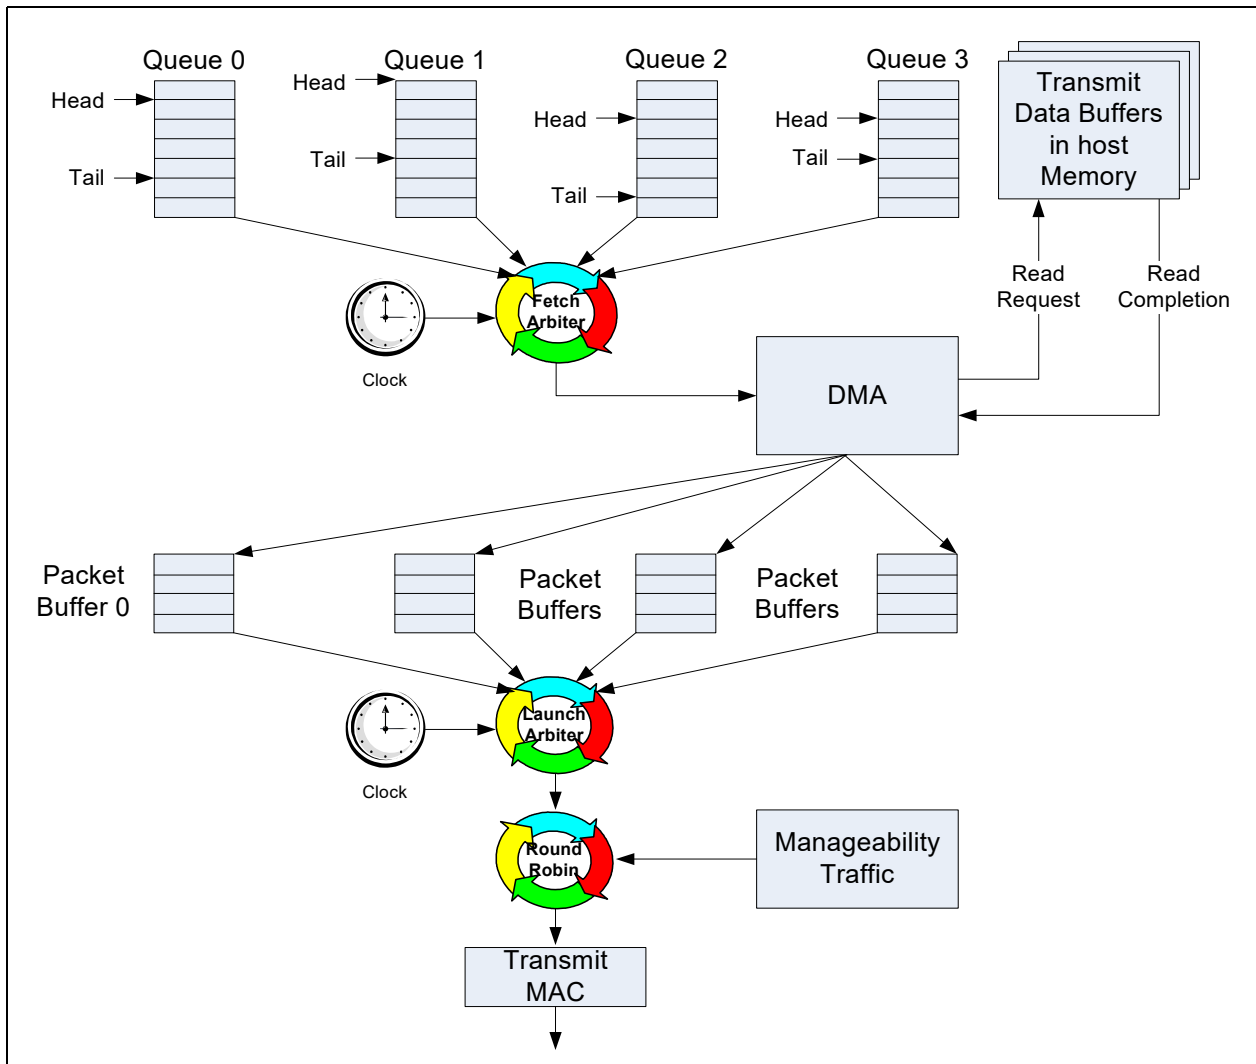 Queue 0
Queue 1
Queue 2
Queue 3
Head
Tail
Head
Tail
Head
Tail
Head
Tail
Transmit
Data Buffers
in host
Memory
Read
Request
Read
Completion
Fetch
Arbiter
Clock
DMA
Packet
Buffer 0
Packet
Buffers
Packet
Buffers
Launch
Arbiter
Clock
Round
Robin
Manageability
Traffic
Transmit
MAC